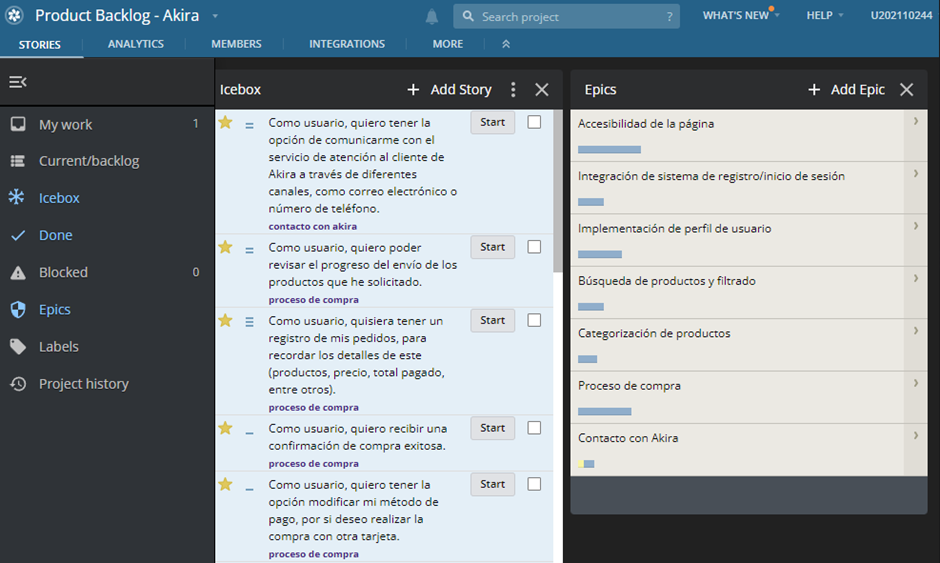 Product Backlog - Akira
Search project
?
WHAT'S NEW
HELP
U202110244
STORIES
ANALYTICS
MEMBERS
INTEGRATIONS
MORE
My work 1
Current/backlog
Icebox
Done
Blocked 0
Epics
Labels
Project history
Icebox
+ Add Story
Como usuario, quiero tener la
opción de comunicarme con el
servicio de atención al cliente de
Akira a través de diferentes
canales, como correo electrónico o
número de teléfono.
contacto con akira
Start
Como usuario, quiero poder
revisar el progreso del envío de los
productos que he solicitado.
proceso de compra
Start
Como usuario, quisiera tener un
registro de mis pedidos, para
recordar los detalles de este
(productos, precio, total pagado,
entre otros).
proceso de compra
Start
Como usuario, quiero recibir una
confirmación de compra exitosa.
proceso de compra
Start
Como usuario, quiero tener la
opción modificar mi método de
pago, por si deseo realizar la
compra con otra tarjeta.
proceso de compra
Start
Epics
+ Add Epic
Accesibilidad de la página
Integración de sistema de registro/inicio de sesión
Implementación de perfil de usuario
Búsqueda de productos y filtrado
Categorización de productos
Proceso de compra
Contacto con Akira